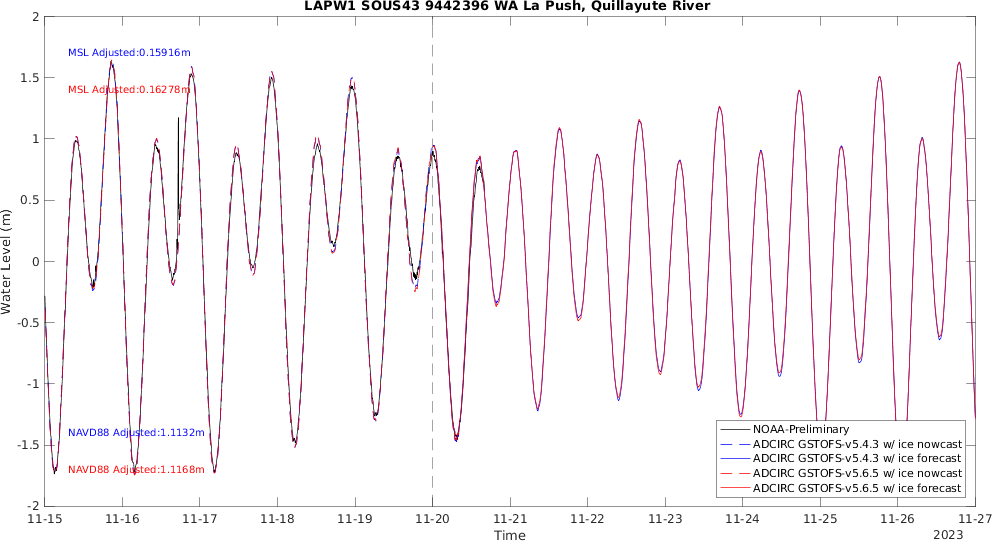 LAPW1 SOUS43 9442396 WA La Push, Quillayute River
2
1.5
1
0.5
0
-0.5
-1
-1.5
-2
Water Level (m)
MSL Adjusted:0.15916m
MSL Adjusted:0.16278m
NAVD88 Adjusted:1.1132m
NAVD88 Adjusted:1.1168m
NOAA-Preliminary
ADCIRC GSTOFS-v5.4.3 w/ ice nowcast
ADCIRC GSTOFS-v5.4.3 w/ ice forecast
ADCIRC GSTOFS-v5.6.5 w/ ice nowcast
ADCIRC GSTOFS-v5.6.5 w/ ice forecast
11-15 11-16 11-17 11-18 11-19 11-20 11-21 11-22 11-23 11-24 11-25 11-26 11-27
Time
2023